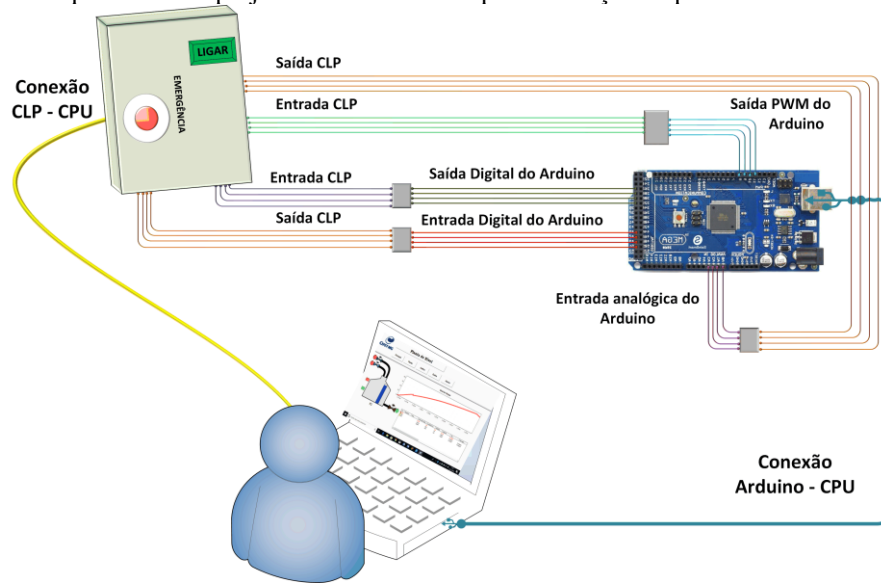 LIGAR
EMERGÊNCIA
Conexão
CLP - CPU
Saída CLP
Entrada CLP
Saída PWM do
Arduino
Entrada CLP
Saída Digital do Arduino
Saída CLP
Entrada Digital do Arduino
MEGA
Entrada analógica do
Arduino
Conexão
Arduino - CPU